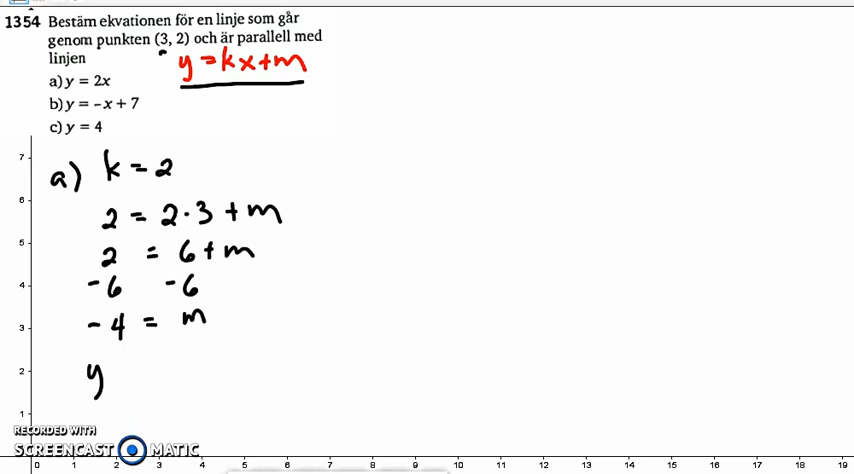 1354 Bestäm ekvationen för en linje som går
genom punkten (3, 2) och är parallell med
linjen
y = kx + m
a) y = 2x
b) y = –x + 7
c) y = 4
a) k = 2
2 = 2 · 3 + m
2 = 6 + m
-6 -6
-4 = m
y
7
6
5
4
3
2
1
RECORDED WITH
SCREENCAST MATIC
0 1 2 3 4 5 6 7 8 9 10 11 12 13 14 15 16 17 18 19